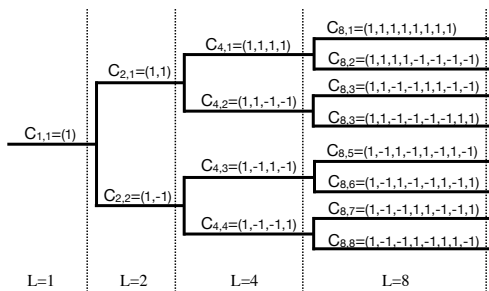 C8,1=(1,1,1,1,1,1,1,1)
C4,1=(1,1,1,1)
C8,2=(1,1,1,1,-1,-1,-1,-1)
C2,1=(1,1)
C8,3=(1,1,-1,-1,1,1,-1,-1)
C4,2=(1,1,-1,-1)
C8,3=(1,1,-1,-1,-1,-1,1,1)
C1,1=(1)
C8,5=(1,-1,1,-1,1,-1,1,-1)
C4,3=(1,-1,1,-1)
C8,6=(1,-1,1,-1,-1,1,-1,1)
C2,2=(1,-1)
C8,7=(1,-1,-1,1,1,-1,-1,1)
C4,4=(1,-1,-1,1)
C8,8=(1,-1,-1,1,-1,1,1,-1)
L=1 L=2 L=4 L=8